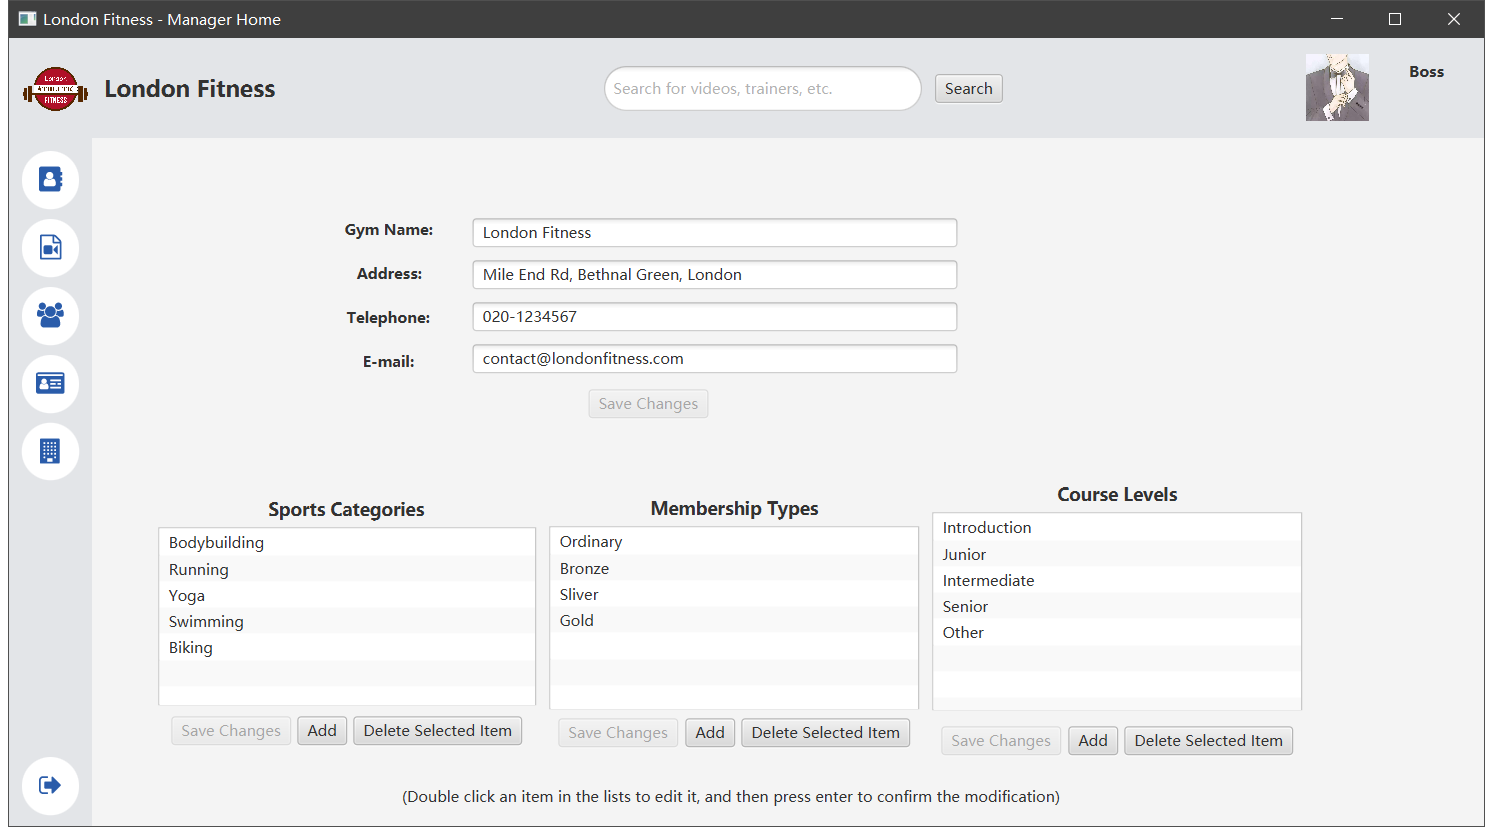 London Fitness - Manager Home
London
FITNESS
London Fitness
Search for videos, trainers, etc.
Search
Boss
Gym Name:
London Fitness
Address:
Mile End Rd, Bethnal Green, London
Telephone:
020-1234567
E-mail:
contact@londonfitness.com
Save Changes
Sports Categories
Bodybuilding
Running
Yoga
Swimming
Biking
Save Changes
Add
Delete Selected Item
Membership Types
Ordinary
Bronze
Sliver
Gold
Save Changes
Add
Delete Selected Item
Course Levels
Introduction
Junior
Intermediate
Senior
Other
Save Changes
Add
Delete Selected Item
(Double click an item in the lists to edit it, and then press enter to confirm the modification)